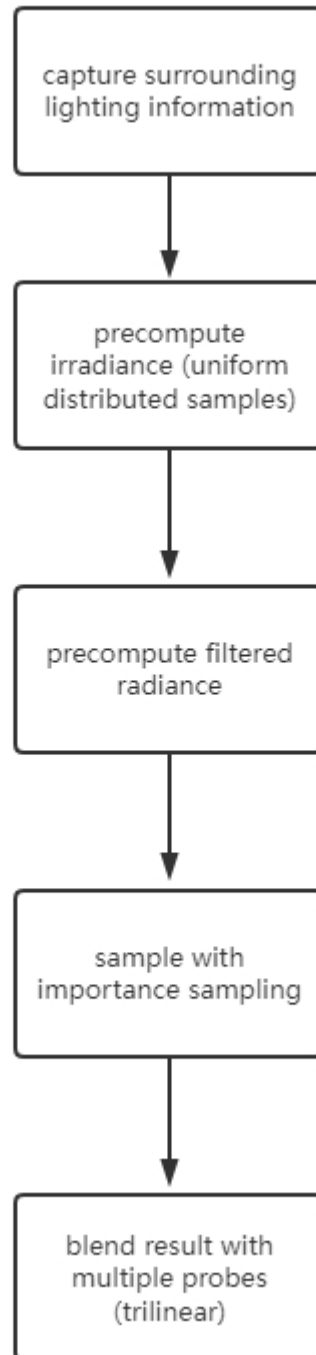 capture surrounding
lighting information
precompute
irradiance (uniform
distributed samples)
precompute filtered
radiance
sample with
importance sampling
blend result with
multiple probes
(trilinear)